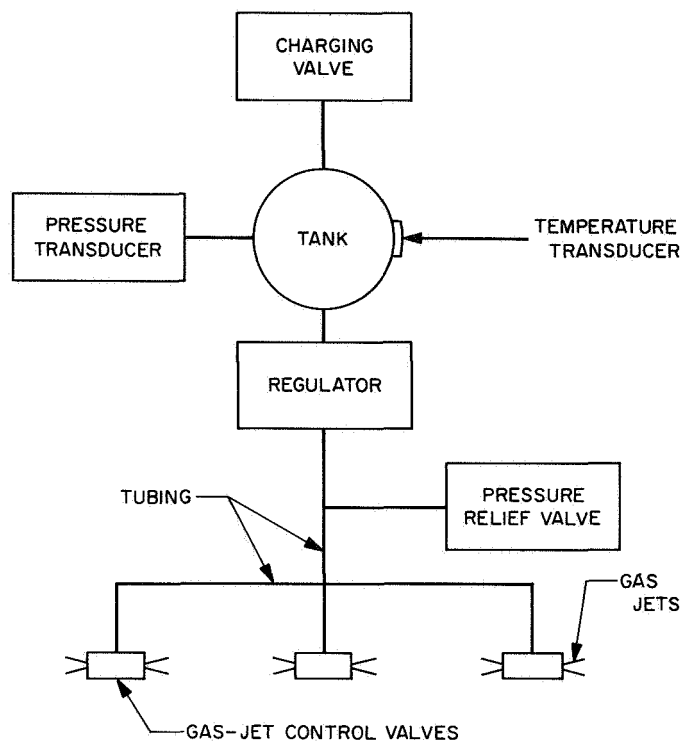 CHARGING
VALVE
PRESSURE
TRANSDUCER
TANK
TEMPERATURE
TRANSDUCER
REGULATOR
TUBING
PRESSURE
RELIEF VALVE
GAS
JETS
GAS-JET CONTROL VALVES